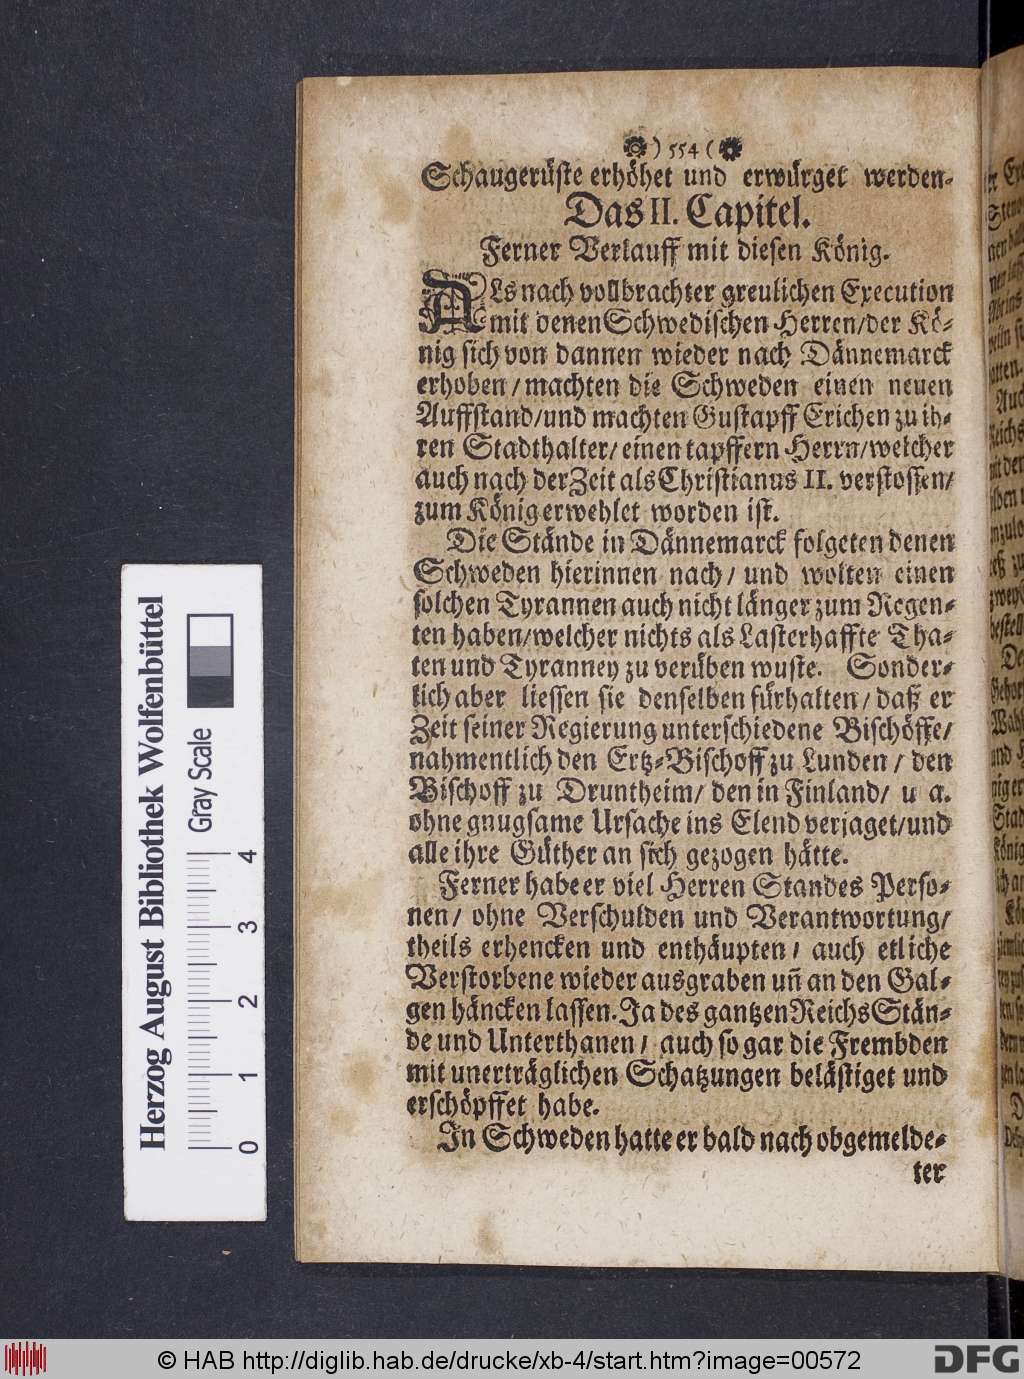 ) 554 (
Schaugerüste erhöhet und erwürget werden.
Das II. Capitel.
Ferner Verlauff mit diesen König.
ALs nach vollbrachter greulichen Execution
mit denen Schwedischen Herren/der Kö-
nig sich von dannen wieder nach Dännemarck
erhoben/machten die Schweden einen neuen
Auffstand/und machten Gustapff Erichen zu ih-
ren Stadthalter/einen tapffern Herrn/welcher
auch nach der Zeit als Christianus II. verstossen/
zum König erwehlet worden ist.
Die Stände in Dännemarck folgeten denen
Schweden hierinnen nach/ und wolten einen
solchen Tyrannen auch nicht länger zum Regen-
ten haben/welcher nichts als Lasterhaffte Tha-
ten und Tyranney zu verüben wuste. Sonder-
lich aber liessen sie denselben fürhalten/ daß er
Zeit seiner Regierung unterschiedene Bischöffe/
nahmentlich den Ertz-Bischoff zu Lunden/ den
Bischoff zu Druntheim/ den in Finland/ u a.
ohne gnugsame Ursache ins Elend verjaget/und
alle ihre Güther an sich gezogen hätte.
Ferner habe er viel Herren Standes Perso-
nen/ ohne Verschulden und Verantwortung/
theils erhencken und enthäupten/ auch etliche
Verstorbene wieder ausgraben uñ an den Gal-
gen häncken lassen. Ja des gantzen Reichs Stän-
de und Unterthanen/ auch so gar die Frembden
mit unerträglichen Schatzungen belästiget und
erschöpffet habe.
In Schweden hatte er bald nach obgemelde-
ter
Herzog August Bibliothek Wolfenbüttel
Gray Scale
0 1 2 3 4
© HAB http://diglib.hab.de/drucke/xb-4/start.htm?image=00572
DFG